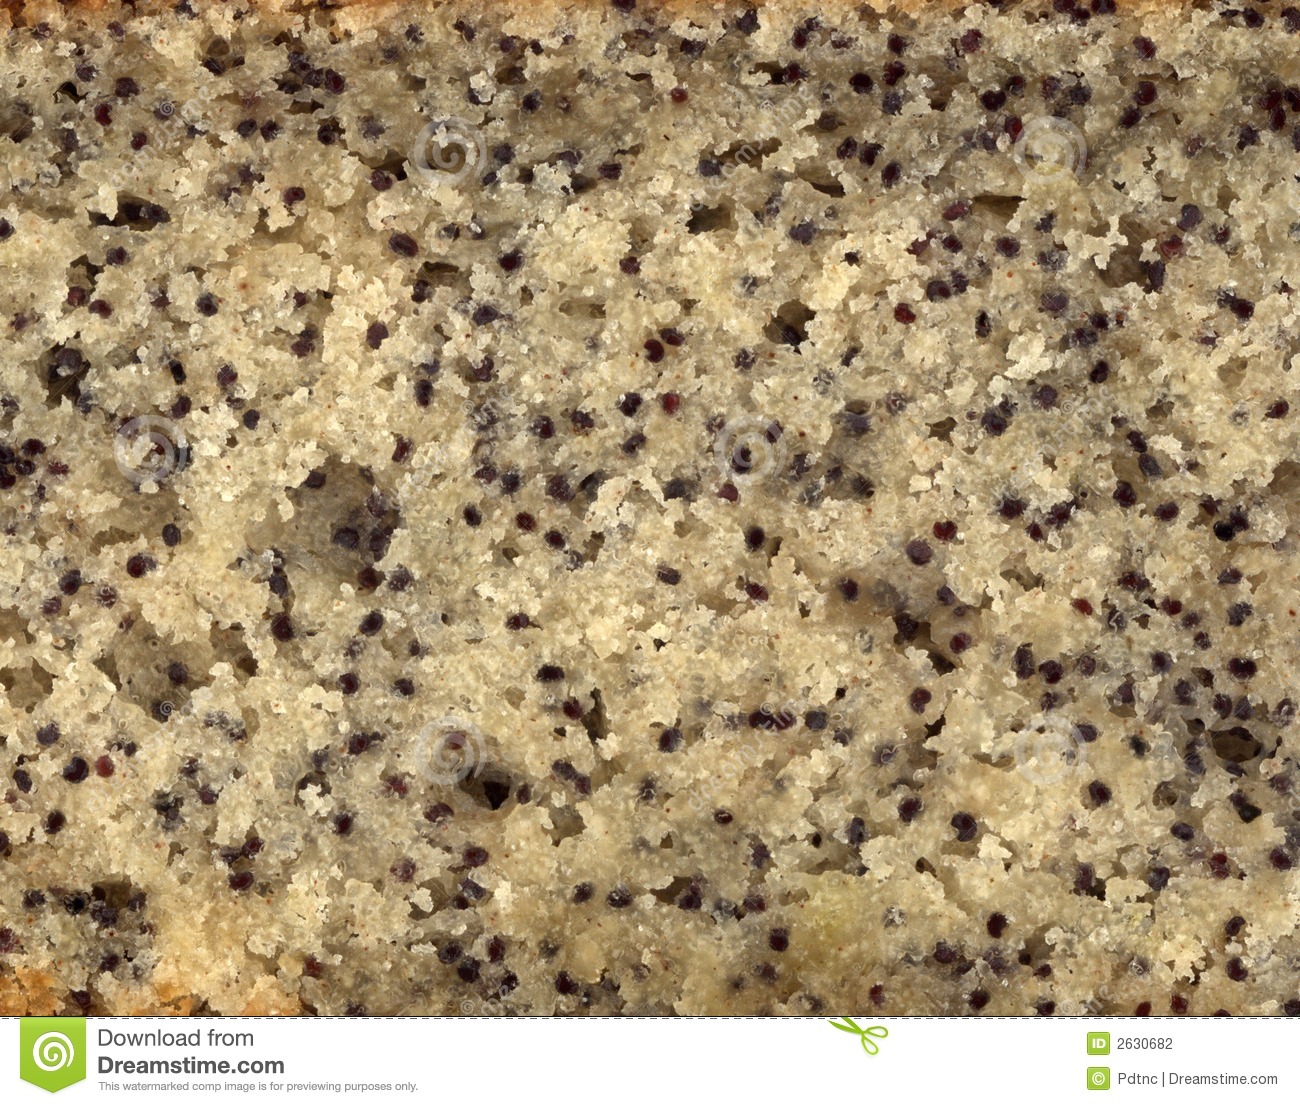 Download from
Dreamstime.com
This watermarked comp image is for previewing purposes only.
ID 2630682
© Pdtnc | Dreamstime.com